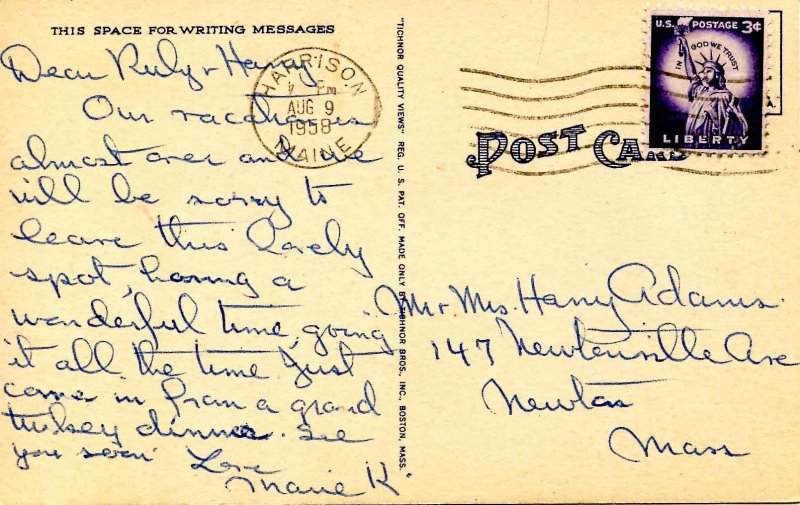 THIS SPACE FOR WRITING MESSAGES
Dear Ruby & Harry
Our vacation is
almost over and we
will be sorry to
leave this lovely
spot, having a
wonderful time, going
it all the time. Just
come in from a grand
turkey dinner. See
you soon
Love
Marie K.
HARRISON
PM
AUG 9
1958
MAINE
"TICHNOR QUALITY VIEWS" REG. U. S. PAT. OFF. MADE ONLY BY TICHNOR BROS., INC., BOSTON, MASS.
U.S. POSTAGE 3¢
IN GOD WE TRUST
LIBERTY
POST CARD
Mr. Mrs. Harry Adams.
147 Newtonville Ave
Newton
Mass